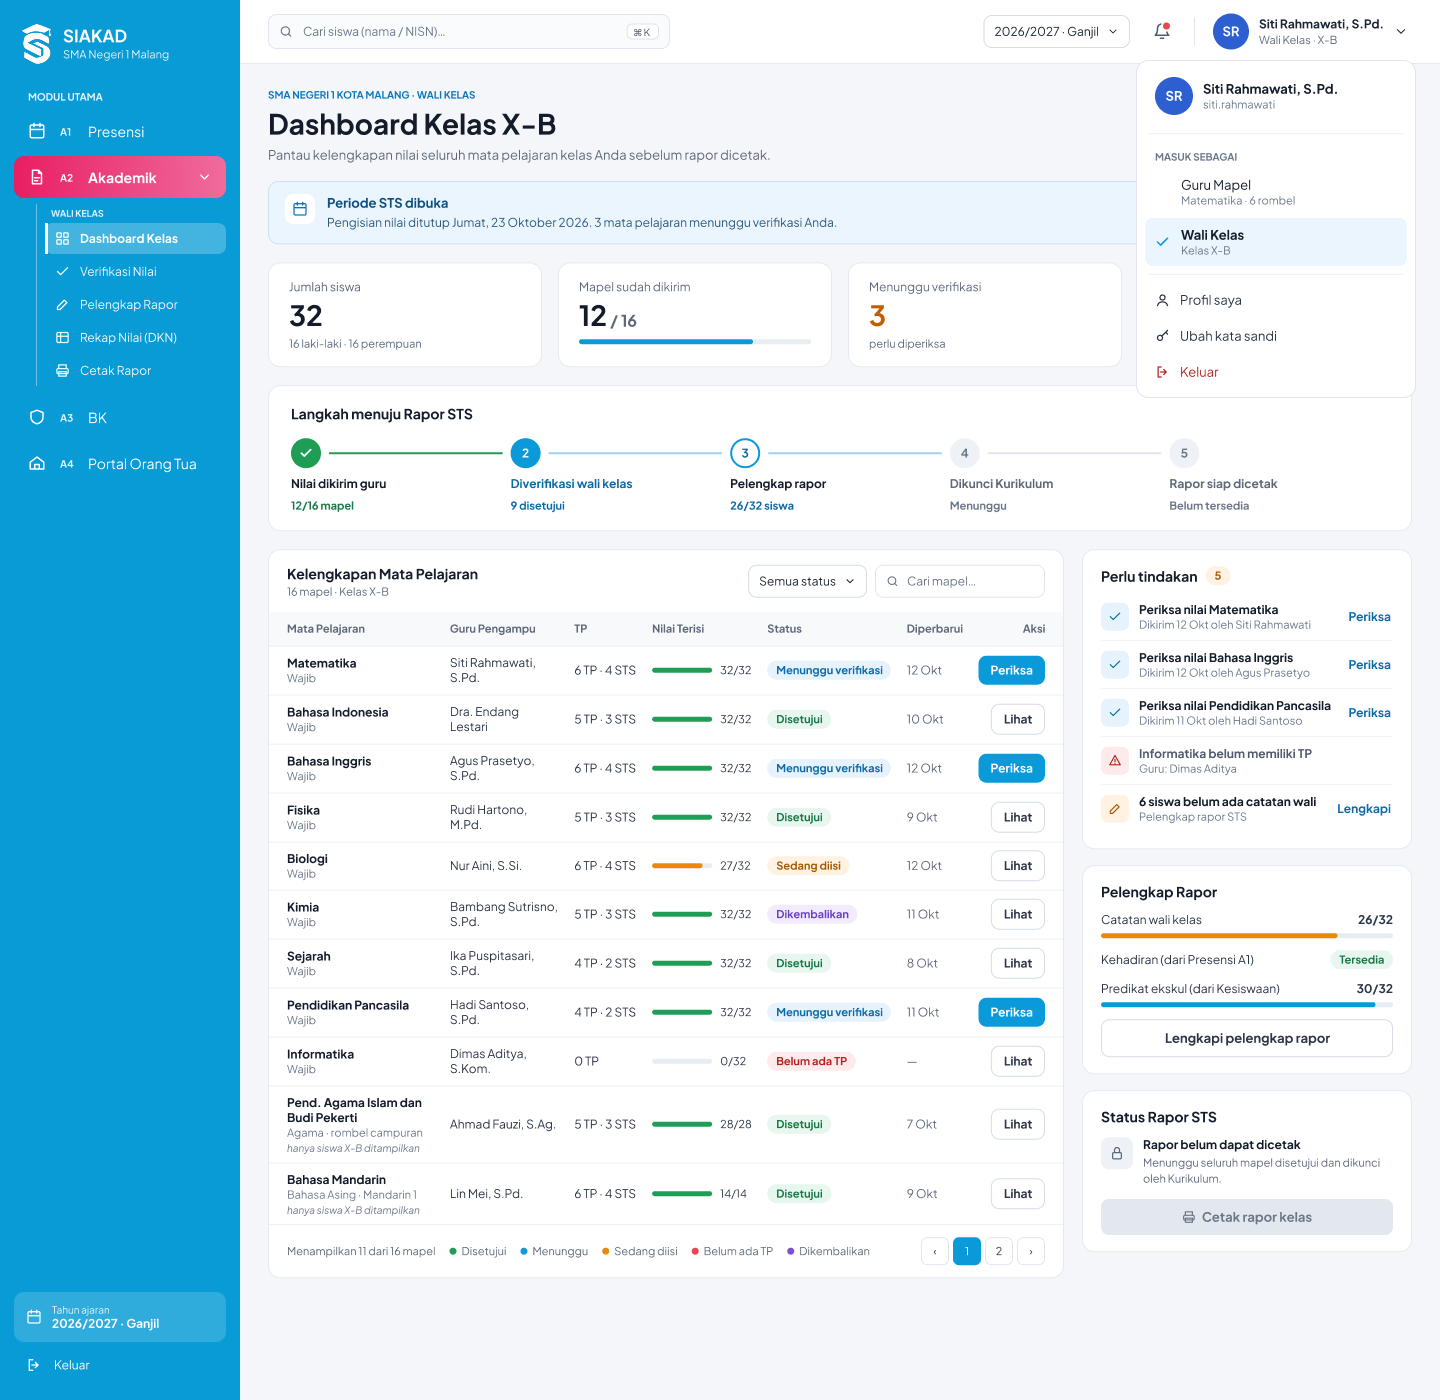 SIAKAD
SMA Negeri 1 Malang
MODUL UTAMA
A1 Presensi
A2 Akademik
WALI KELAS
Dashboard Kelas
Verifikasi Nilai
Pelengkap Rapor
Rekap Nilai (DKN)
Cetak Rapor
A3 BK
A4 Portal Orang Tua
Tahun ajaran
2026/2027 · Ganjil
Keluar
Cari siswa (nama / NISN)...
⌘K
2026/2027 · Ganjil
SR
Siti Rahmawati, S.Pd.
Wali Kelas · X-B
SR
Siti Rahmawati, S.Pd.
siti.rahmawati
MASUK SEBAGAI
Guru Mapel
Matematika · 6 rombel
Wali Kelas
Kelas X-B
Profil saya
Ubah kata sandi
Keluar
SMA NEGERI 1 KOTA MALANG · WALI KELAS
Dashboard Kelas X-B
Pantau kelengkapan nilai seluruh mata pelajaran kelas Anda sebelum rapor dicetak.
Periode STS dibuka
Pengisian nilai ditutup Jumat, 23 Oktober 2026. 3 mata pelajaran menunggu verifikasi Anda.
Jumlah siswa
32
16 laki-laki · 16 perempuan
Mapel sudah dikirim
12 / 16
Menunggu verifikasi
3
perlu diperiksa
Langkah menuju Rapor STS
2 3 4 5
Nilai dikirim guru Diverifikasi wali kelas Pelengkap rapor Dikunci Kurikulum Rapor siap dicetak
12/16 mapel 9 disetujui 26/32 siswa Menunggu Belum tersedia
Kelengkapan Mata Pelajaran
16 mapel · Kelas X-B
Semua status
Cari mapel...
Mata Pelajaran Guru Pengampu TP Nilai Terisi Status Diperbarui Aksi
Matematika
Wajib
Siti Rahmawati,
S.Pd.
6 TP · 4 STS 32/32 Menunggu verifikasi 12 Okt Periksa
Bahasa Indonesia
Wajib
Dra. Endang
Lestari
5 TP · 3 STS 32/32 Disetujui 10 Okt Lihat
Bahasa Inggris
Wajib
Agus Prasetyo,
S.Pd.
6 TP · 4 STS 32/32 Menunggu verifikasi 12 Okt Periksa
Fisika
Wajib
Rudi Hartono,
M.Pd.
5 TP · 3 STS 32/32 Disetujui 9 Okt Lihat
Biologi
Wajib
Nur Aini, S.Si.
6 TP · 4 STS 27/32 Sedang diisi 12 Okt Lihat
Kimia
Wajib
Bambang Sutrisno,
S.Pd.
5 TP · 3 STS 32/32 Dikembalikan 11 Okt Lihat
Sejarah
Wajib
Ika Puspitasari,
S.Pd.
4 TP · 2 STS 32/32 Disetujui 8 Okt Lihat
Pendidikan Pancasila
Wajib
Hadi Santoso,
S.Pd.
4 TP · 2 STS 32/32 Menunggu verifikasi 11 Okt Periksa
Informatika
Wajib
Dimas Aditya,
S.Kom.
0 TP 0/32 Belum ada TP — Lihat
Pend. Agama Islam dan
Budi Pekerti
Agama · rombel campuran
hanya siswa X-B ditampilkan
Ahmad Fauzi, S.Ag.
5 TP · 3 STS 28/28 Disetujui 7 Okt Lihat
Bahasa Mandarin
Bahasa Asing · Mandarin 1
hanya siswa X-B ditampilkan
Lin Mei, S.Pd.
6 TP · 4 STS 14/14 Disetujui 9 Okt Lihat
Menampilkan 11 dari 16 mapel Disetujui Menunggu Sedang diisi Belum ada TP Dikembalikan
‹ 1 2 ›
Perlu tindakan 5
Periksa nilai Matematika
Dikirim 12 Okt oleh Siti Rahmawati
Periksa
Periksa nilai Bahasa Inggris
Dikirim 12 Okt oleh Agus Prasetyo
Periksa
Periksa nilai Pendidikan Pancasila
Dikirim 11 Okt oleh Hadi Santoso
Periksa
Informatika belum memiliki TP
Guru: Dimas Aditya
6 siswa belum ada catatan wali
Pelengkap rapor STS
Lengkapi
Pelengkap Rapor
Catatan wali kelas 26/32
Kehadiran (dari Presensi A1) Tersedia
Predikat ekskul (dari Kesiswaan) 30/32
Lengkapi pelengkap rapor
Status Rapor STS
Rapor belum dapat dicetak
Menunggu seluruh mapel disetujui dan dikunci
oleh Kurikulum.
Cetak rapor kelas